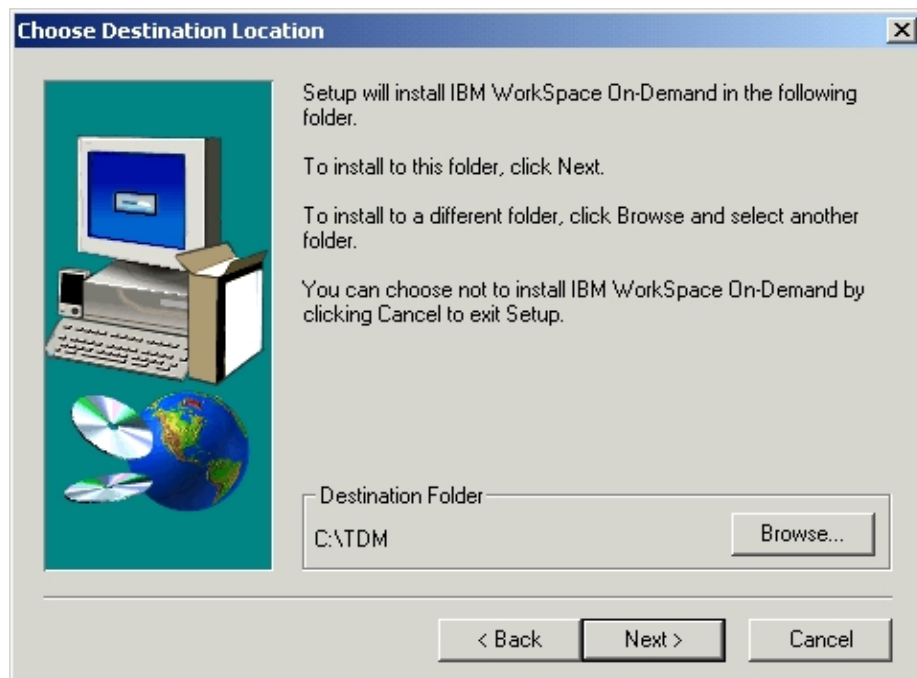 Choose Destination Location
Setup will install IBM WorkSpace On-Demand in the following
folder.
To install to this folder, click Next.
To install to a different folder, click Browse and select another
folder.
You can choose not to install IBM WorkSpace On-Demand by
clicking Cancel to exit Setup.
Destination Folder
C:\TDM
Browse...
< Back
Next >
Cancel